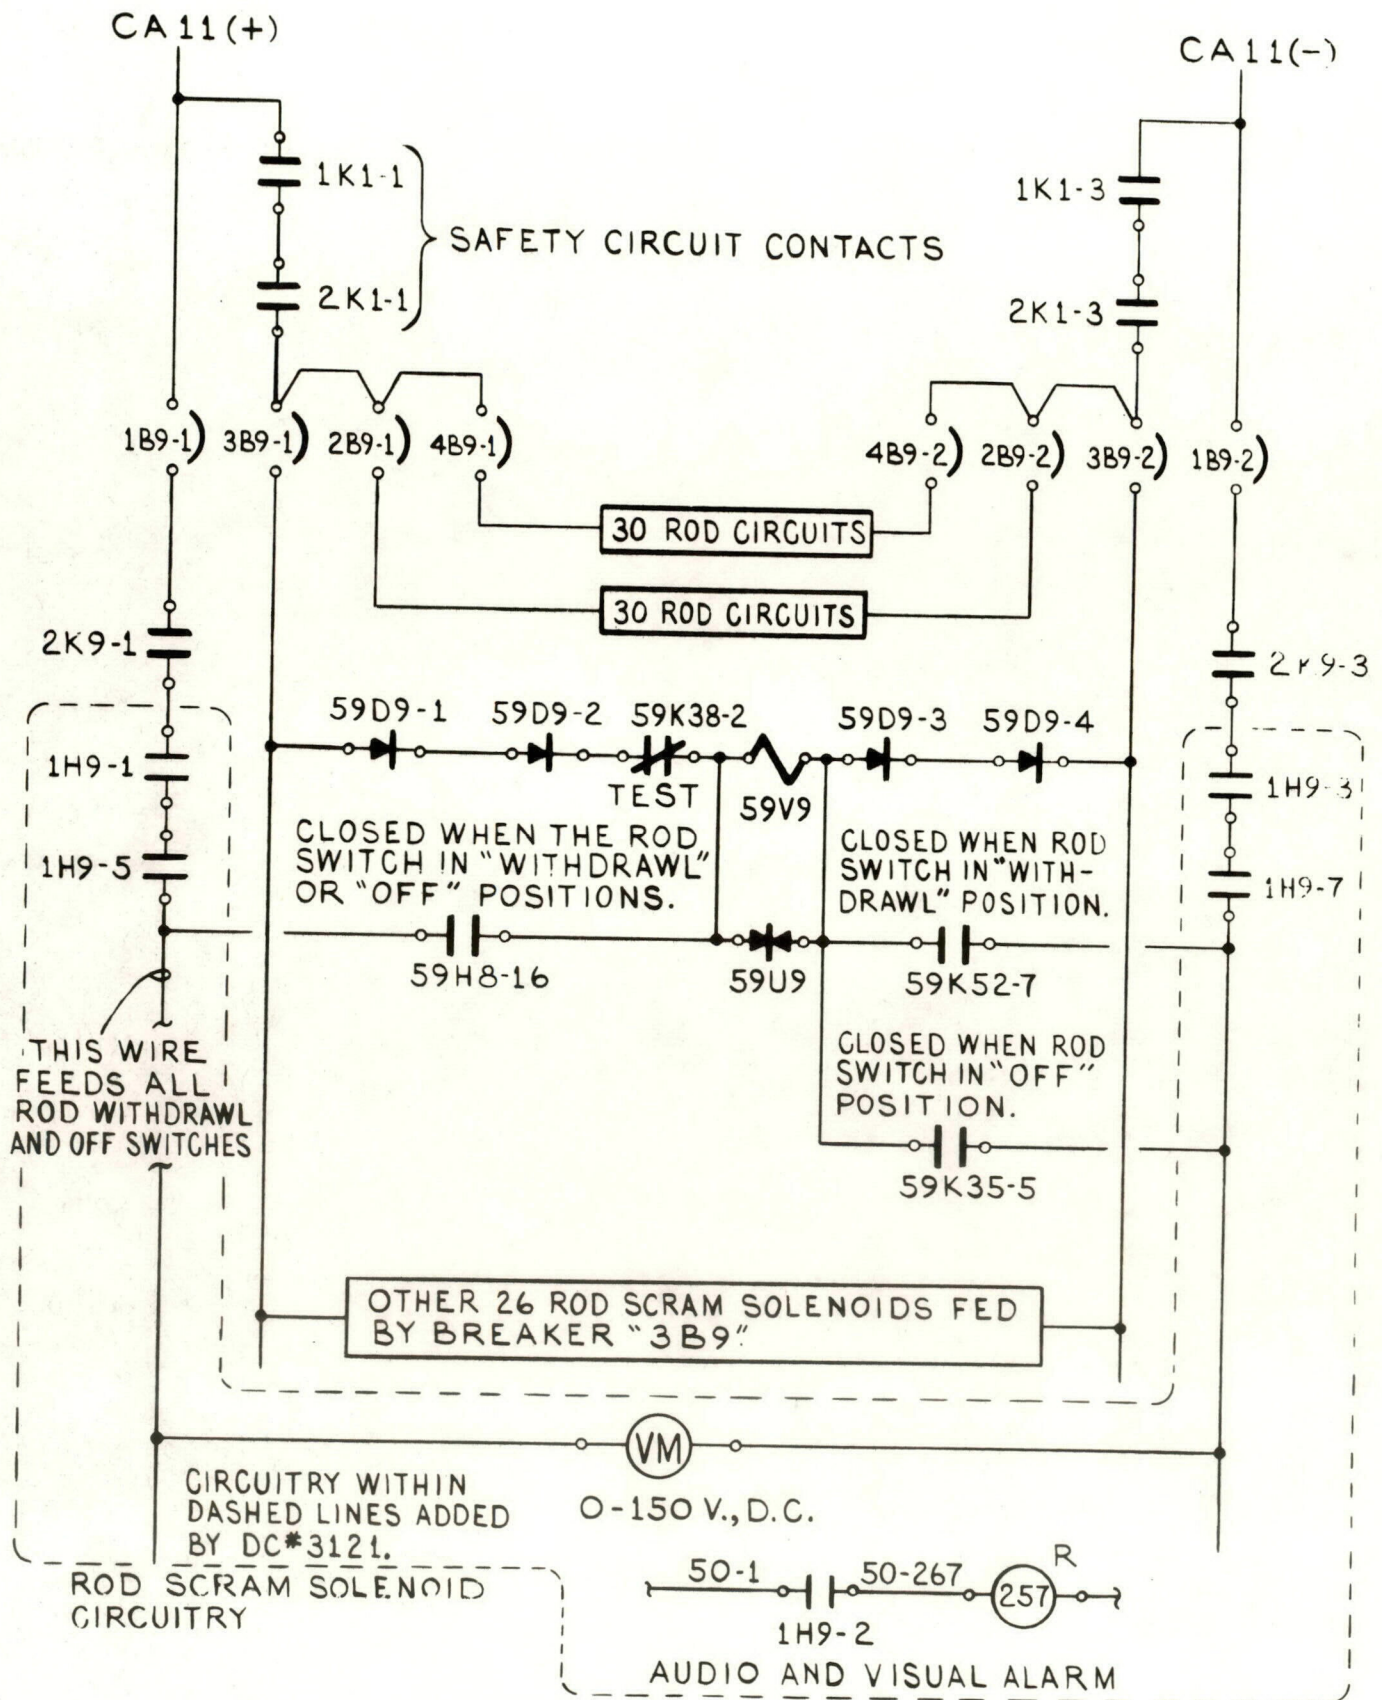 CA11(+)
CA11(-)
1K1-1
1K1-3
SAFETY CIRCUIT CONTACTS
2K1-1
2K1-3
1B9-1) 3B9-1) 2B9-1) 4B9-1)
4B9-2) 2B9-2) 3B9-2) 1B9-2)
30 ROD CIRCUITS
30 ROD CIRCUITS
2K9-1
2K9-3
59D9-1 59D9-2 59K38-2 59D9-3 59D9-4
1H9-1
1H9-3
TEST
59V9
1H9-5
1H9-7
CLOSED WHEN THE ROD
SWITCH IN "WITHDRAWL"
OR "OFF" POSITIONS.
CLOSED WHEN ROD
SWITCH IN "WITH-
DRAWL" POSITION.
59H8-16
59U9
59K52-7
THIS WIRE
FEEDS ALL
ROD WITHDRAWL
AND OFF SWITCHES
CLOSED WHEN ROD
SWITCH IN "OFF"
POSITION.
59K35-5
OTHER 26 ROD SCRAM SOLENOIDS FED
BY BREAKER "3B9".
VM
0-150 V., D.C.
CIRCUITRY WITHIN
DASHED LINES ADDED
BY DC#3121.
ROD SCRAM SOLENOID
CIRCUITRY
50-1
50-267
R
257
1H9-2
AUDIO AND VISUAL ALARM